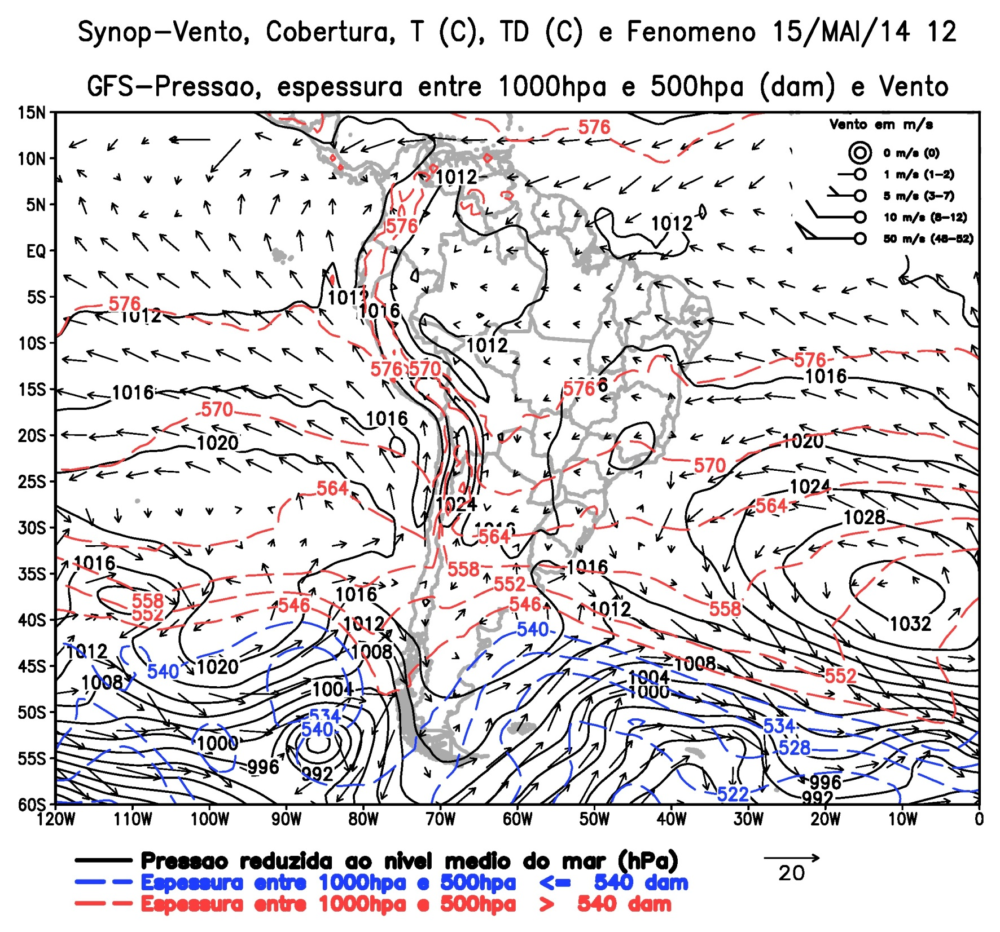 Synop-Vento, Cobertura, T (C), TD (C) e Fenomeno 15/MAI/14 12
GFS-Pressao, espessura entre 1000hpa e 500hpa (dam) e Vento
15N
10N
5N
EQ
5S
10S
15S
20S
25S
30S
35S
40S
45S
50S
55S
60S
120W 110W 100W 90W 80W 70W 60W 50W 40W 30W 20W 10W 0
Vento em m/s
0 m/s (0)
1 m/s (1-2)
5 m/s (3-7)
10 m/s (8-12)
50 m/s (48-52)
576
1012
576 1012
576 1012 1012
1016
1012
576 570 576 576
1016 1016
1016
570 1016
1020 1020
570
564 1024 1024
564 1028
1016 564
1016 558 1016
552
558 1016 546 546 1012 558
552 1012 540 1032
1012 1008
540 1020 1008 552
1008 1004 1004
1000
534 534
540
1000 528
996 992 996
522 992
Pressao reduzida ao nivel medio do mar (hPa)
Espessura entre 1000hpa e 500hpa <= 540 dam
Espessura entre 1000hpa e 500hpa > 540 dam
20